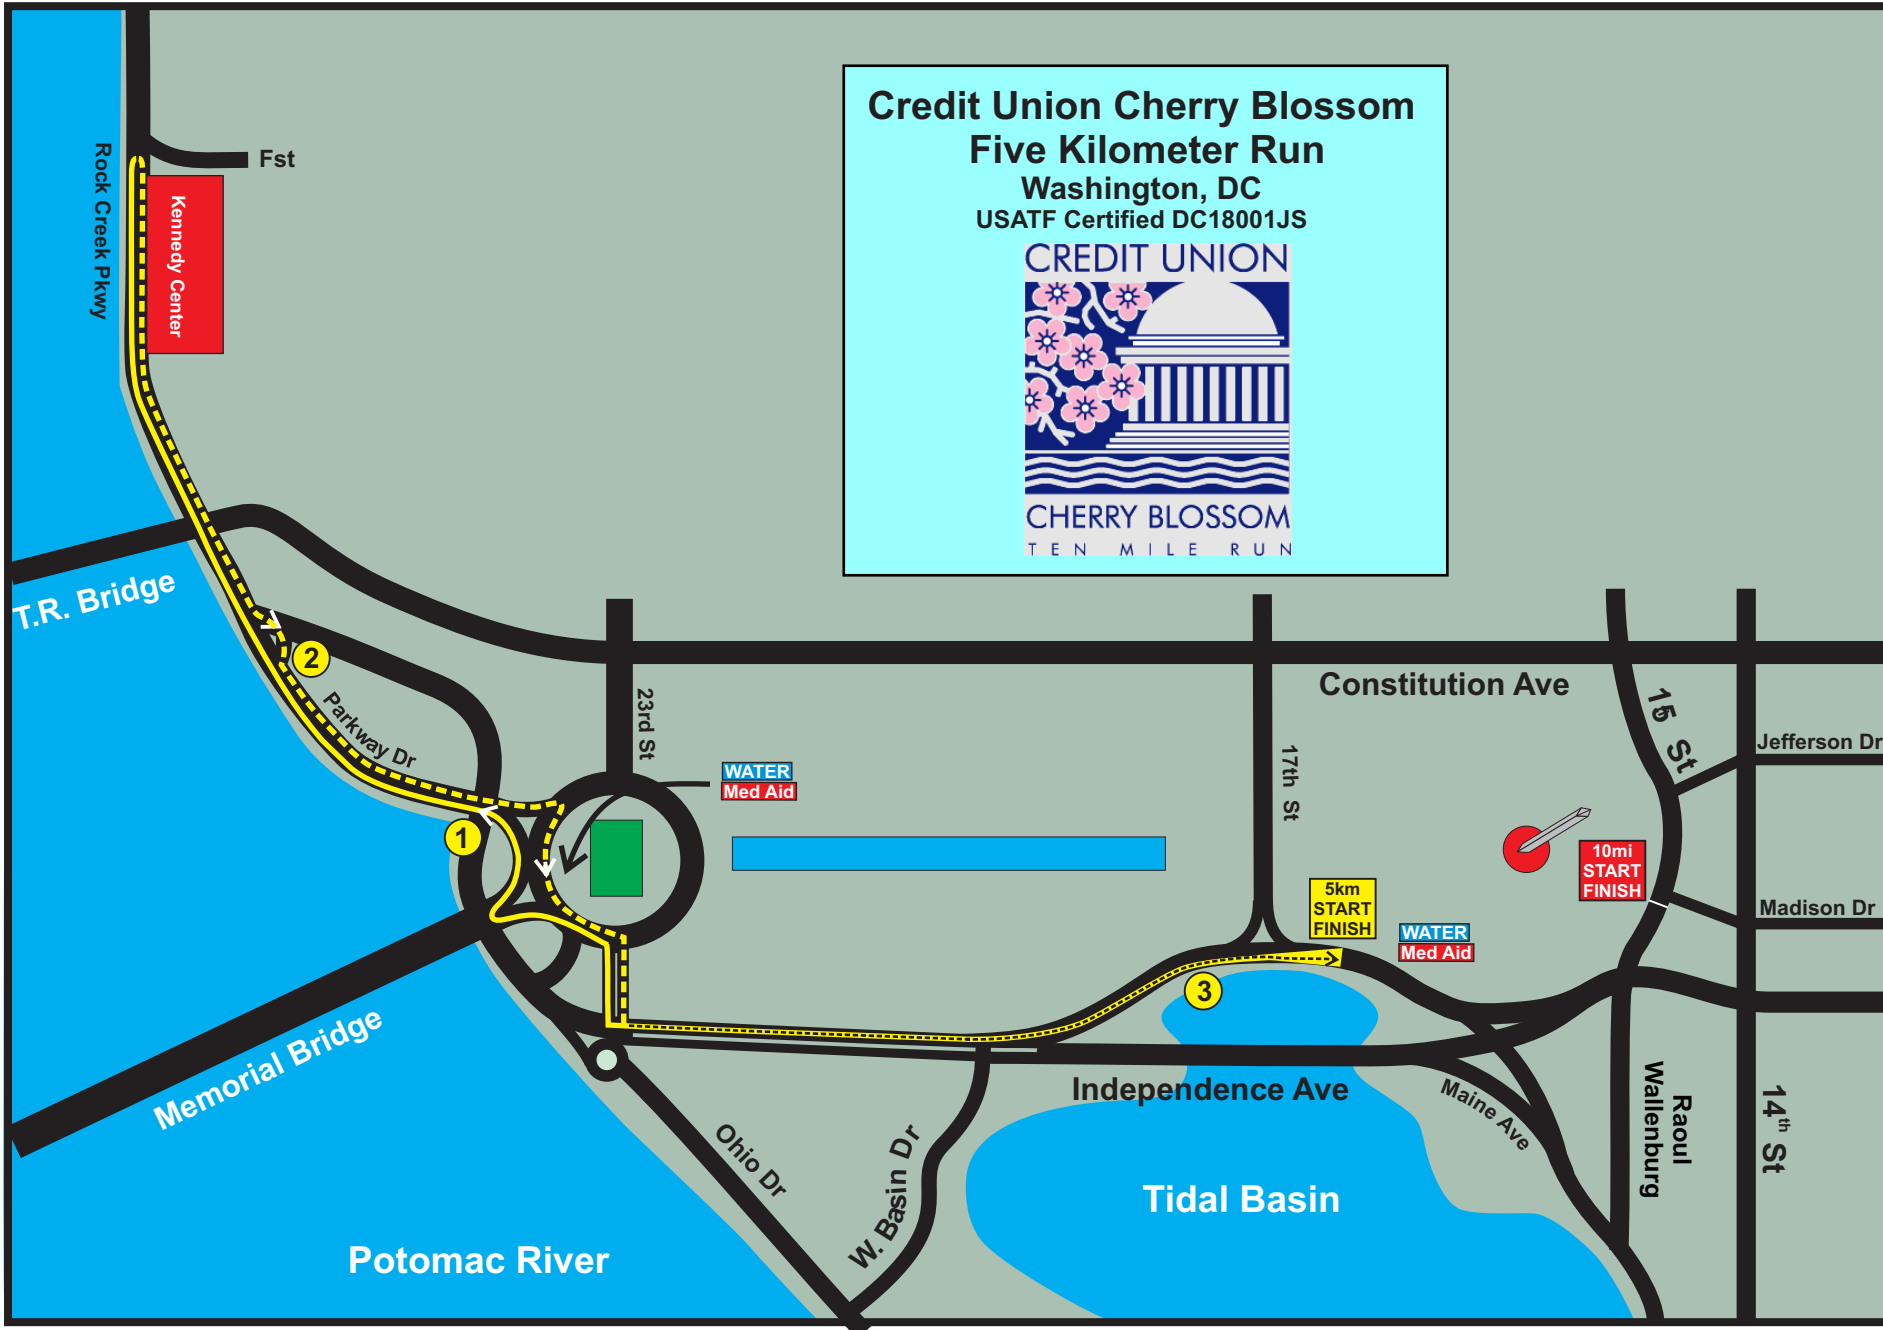 Credit Union Cherry Blossom
Five Kilometer Run
Washington, DC
USATF Certified DC18001JS
CREDIT UNION
CHERRY BLOSSOM
TEN MILE RUN
Fst
Rock Creek Pkwy
Kennedy Center
T.R. Bridge
2
Parkway Dr
23rd St
WATER
Med Aid
1
Constitution Ave
17th St
15 St
Jefferson Dr
10mi
START
FINISH
5km
START
FINISH
WATER
Med Aid
Madison Dr
3
Memorial Bridge
Independence Ave
Maine Ave
Raoul
Wallenburg
14th St
Ohio Dr
W. Basin Dr
Tidal Basin
Potomac River